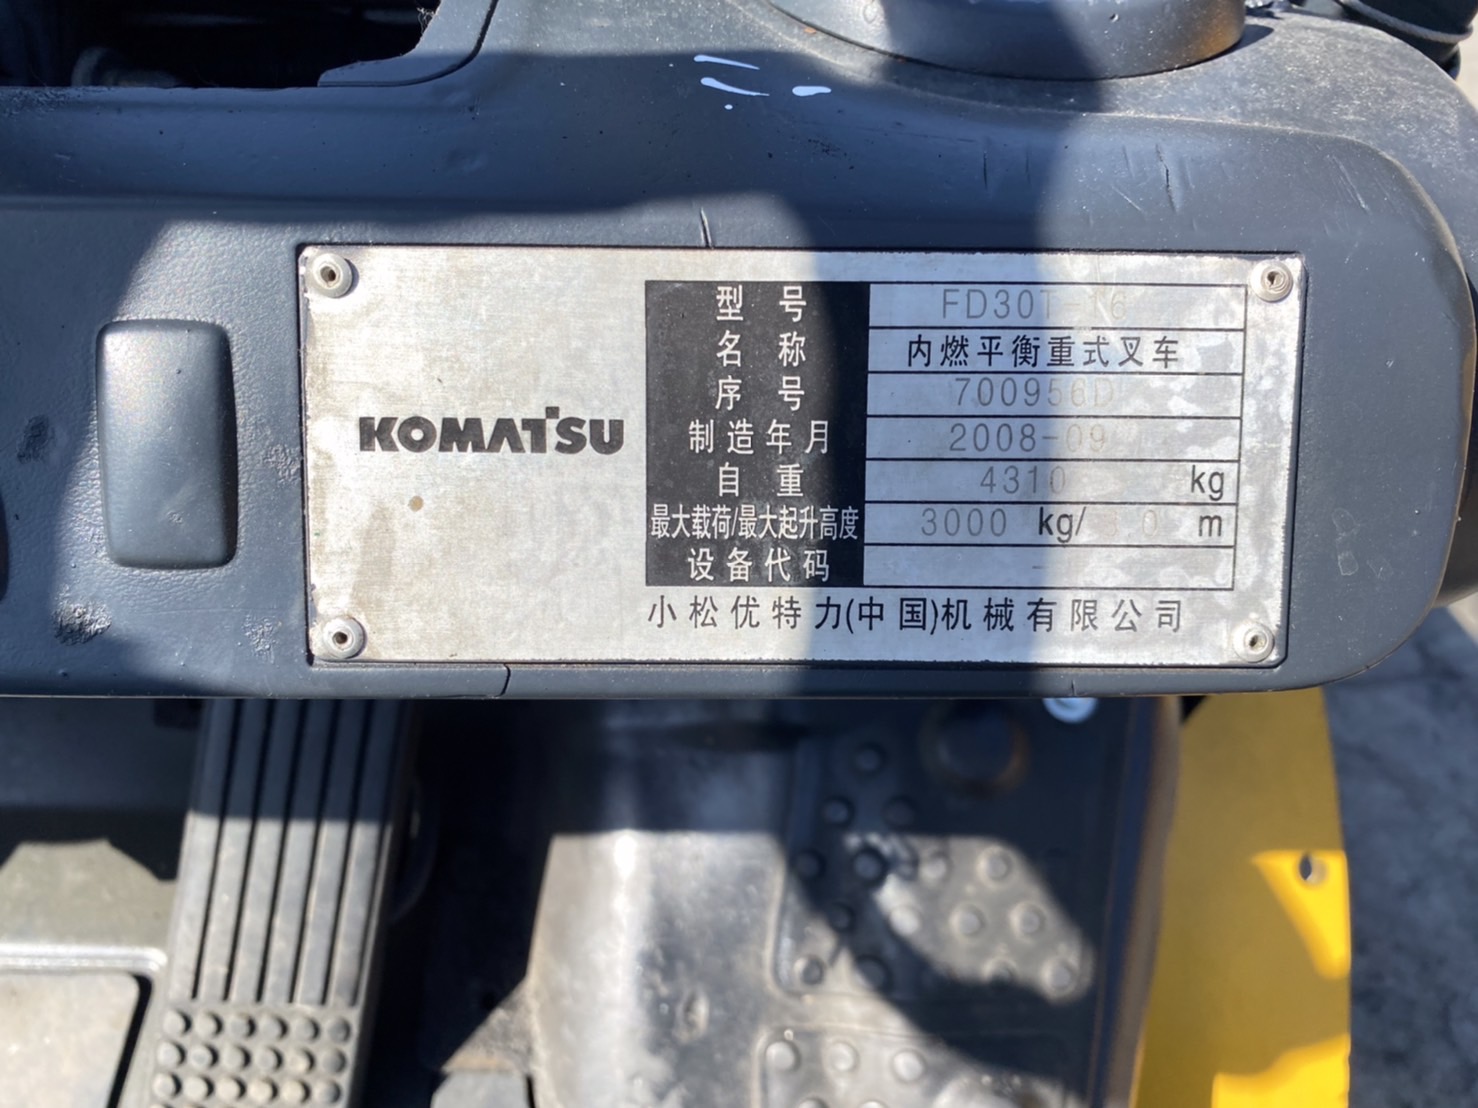 KOMATSU
型号 FD30T-16
名称 内燃平衡重式叉车
序号 700956D
制造年月 2008-09
自重 4310 kg
最大载荷/最大起升高度 3000 kg/ m
设备代码 -
小松优特力(中国)机械有限公司